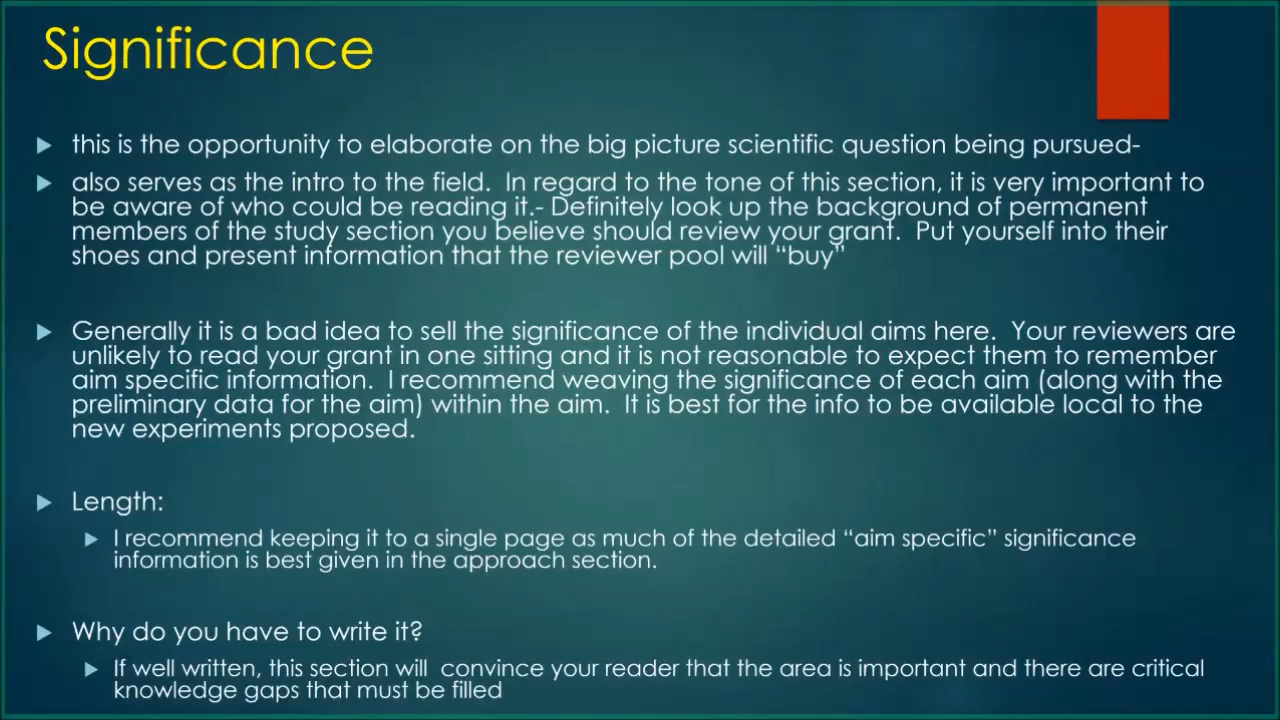 Significance
this is the opportunity to elaborate on the big picture scientific question being pursued-
also serves as the intro to the field.  In regard to the tone of this section, it is very important to
be aware of who could be reading it.- Definitely look up the background of permanent
members of the study section you believe should review your grant.  Put yourself into their
shoes and present information that the reviewer pool will “buy”
Generally it is a bad idea to sell the significance of the individual aims here.  Your reviewers are
unlikely to read your grant in one sitting and it is not reasonable to expect them to remember
aim specific information.  I recommend weaving the significance of each aim (along with the
preliminary data for the aim) within the aim.  It is best for the info to be available local to the
new experiments proposed.
Length:
I recommend keeping it to a single page as much of the detailed “aim specific” significance
information is best given in the approach section.
Why do you have to write it?
If well written, this section will  convince your reader that the area is important and there are critical
knowledge gaps that must be filled